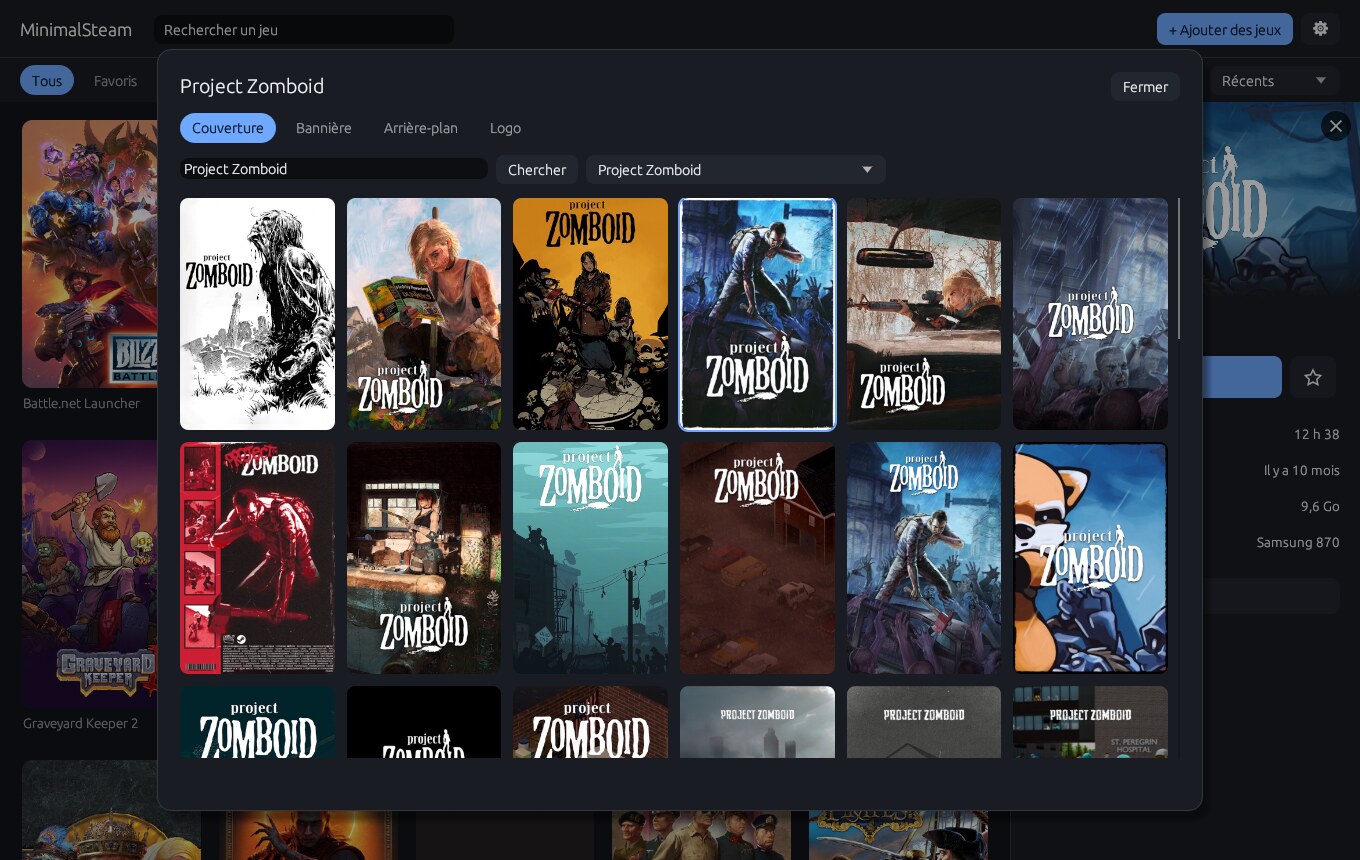 MinimalSteam
Rechercher un jeu
+ Ajouter des jeux
Tous
Favoris
Récents
Project Zomboid
Fermer
Couverture
Bannière
Arrière-plan
Logo
Project Zomboid
Chercher
Project Zomboid
project
ZOMBOID
project
ZOMBOID
project
ZOMBOID
project
ZOMBOID
project
ZOMBOID
project
ZOMBOID
PROJECT
ZOMBOID
project
ZOMBOID
project
ZOMBOID
project
ZOMBOID
project
ZOMBOID
project
ZOMBOID
project
ZOMBOID
project
ZOMBOID
project
ZOMBOID
PROJECT ZOMBOID
PROJECT ZOMBOID
PROJECT ZOMBOID
ST. PEREGRIN
HOSPITAL
Battle.net Launcher
GRAVEYARD
KEEPER
Graveyard Keeper 2
12 h 38
Il y a 10 mois
9,6 Go
Samsung 870